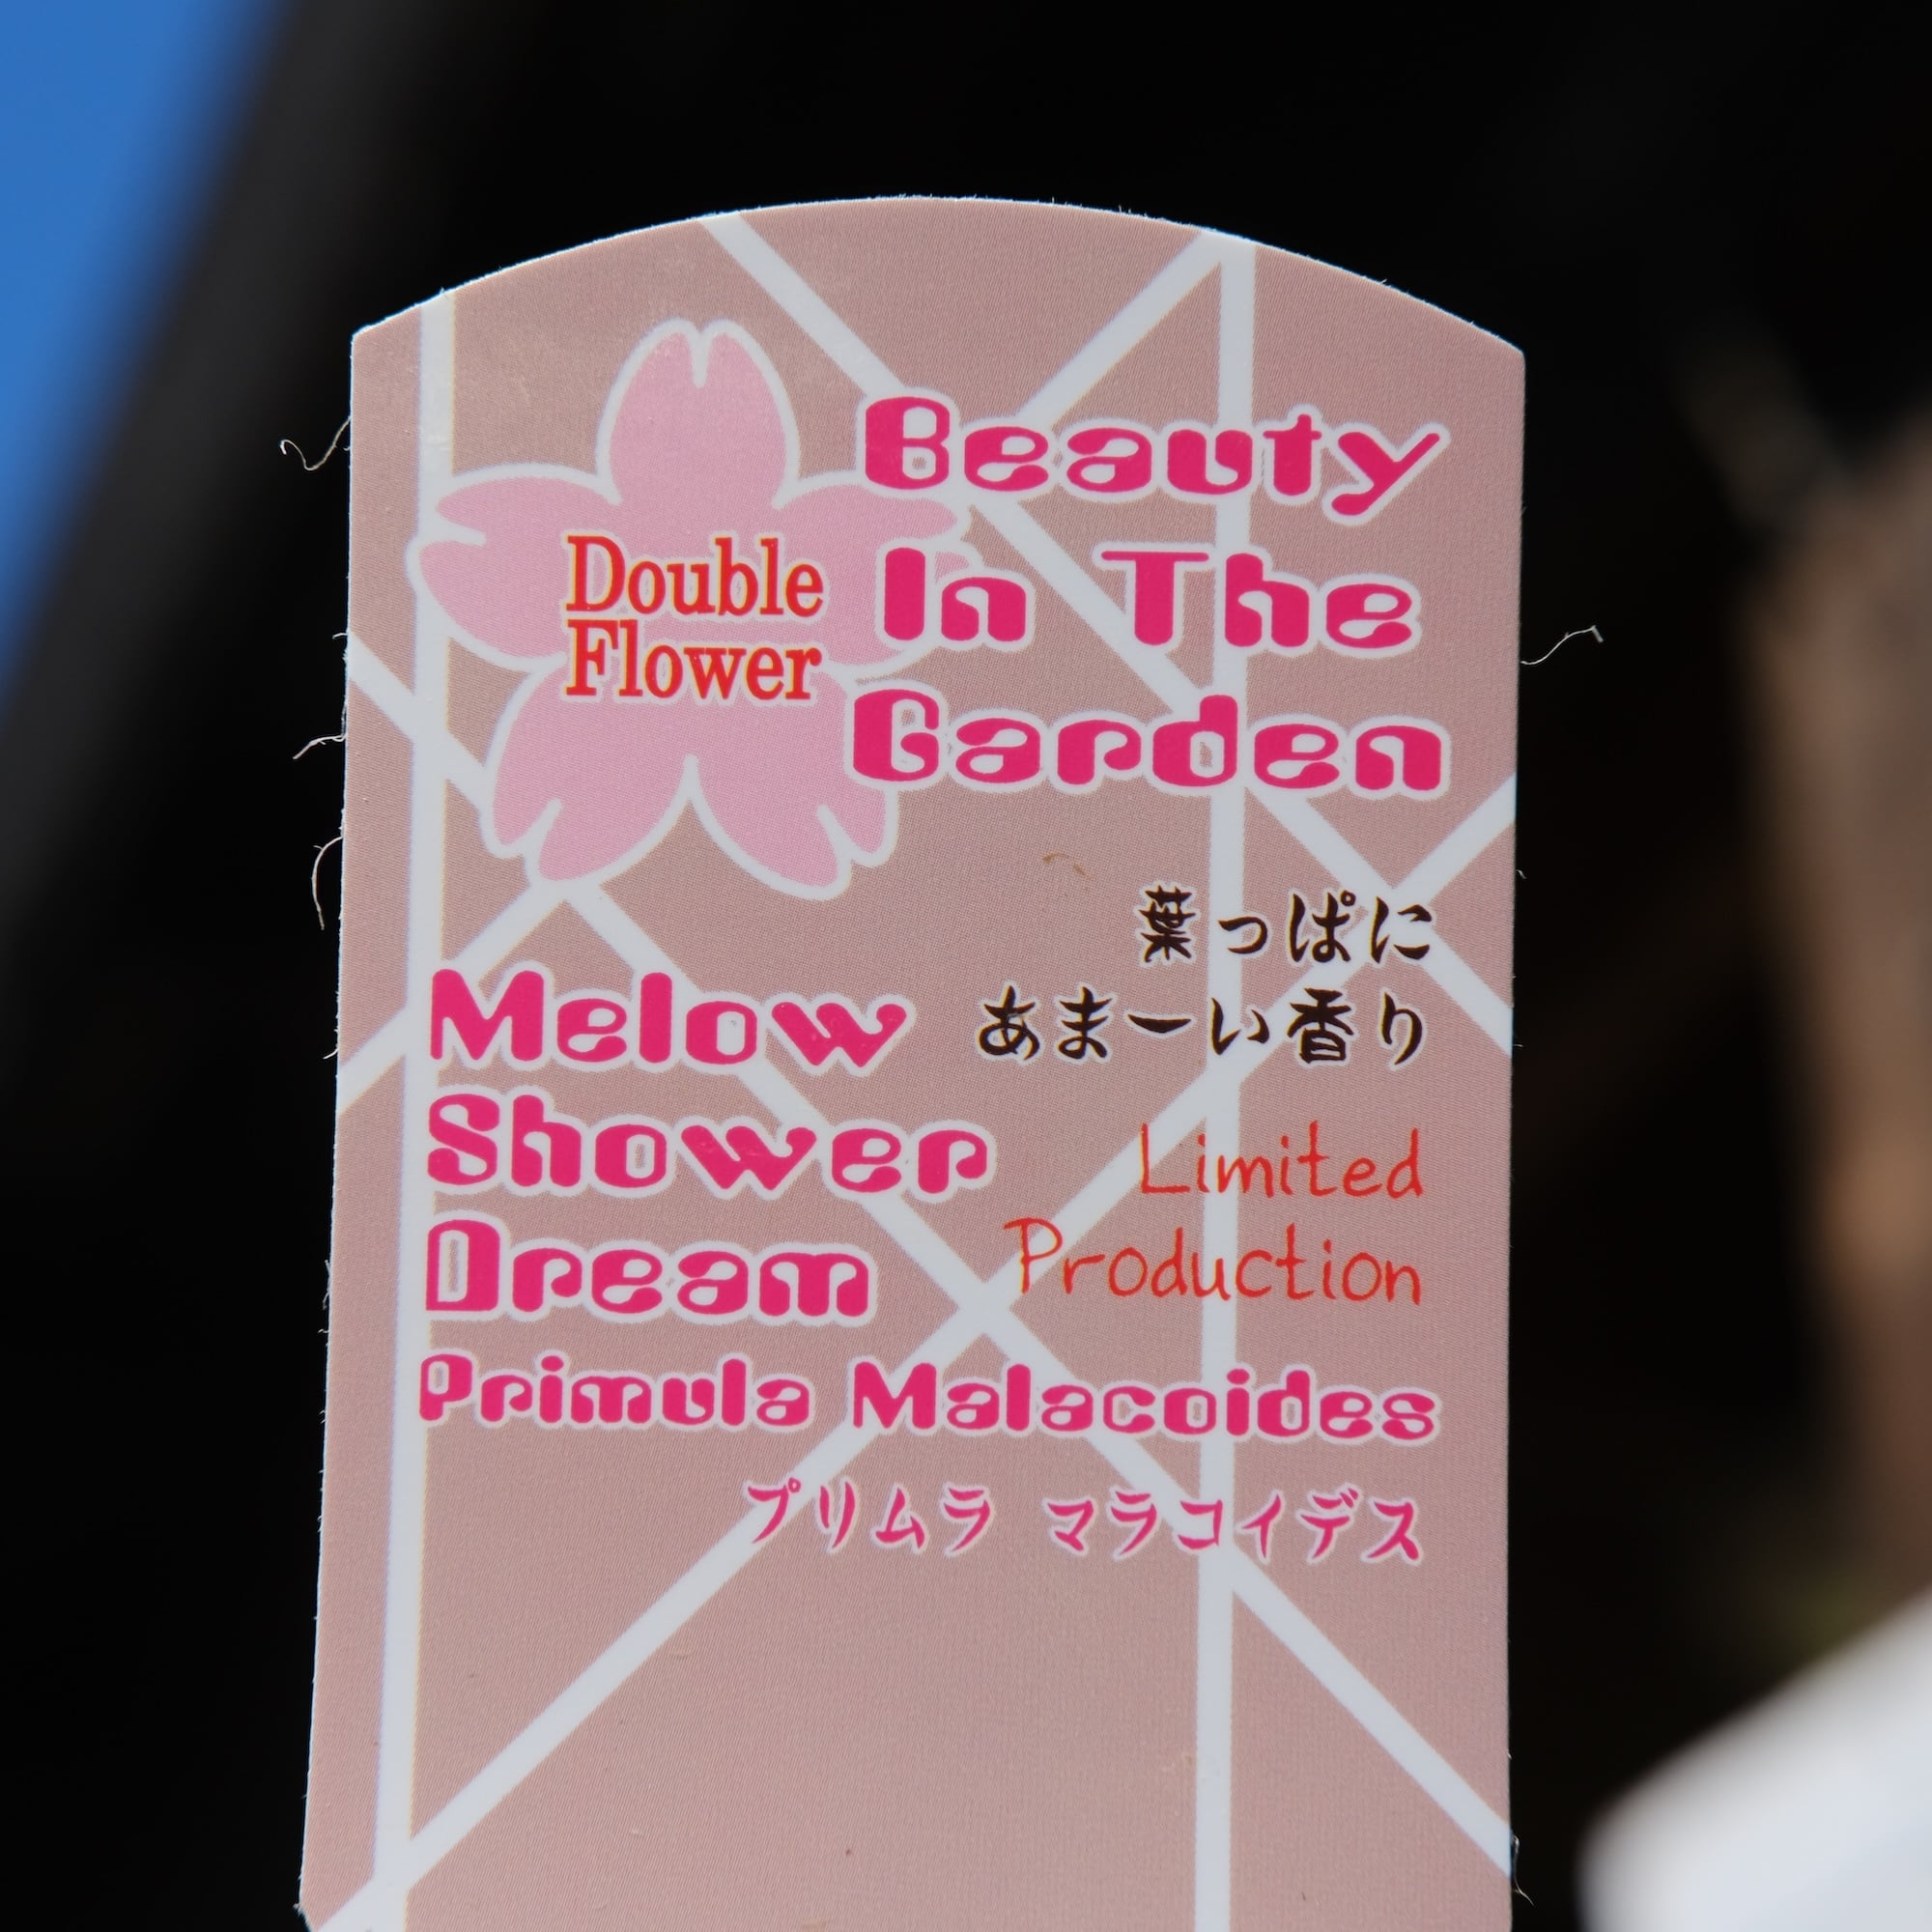 Beauty
In The
Garden
Double
Flower
葉っぱに
あまーい香り
Melow
Shower
Dream
Limited
Production
Primula Malacoides
プリムラ マラコイデス